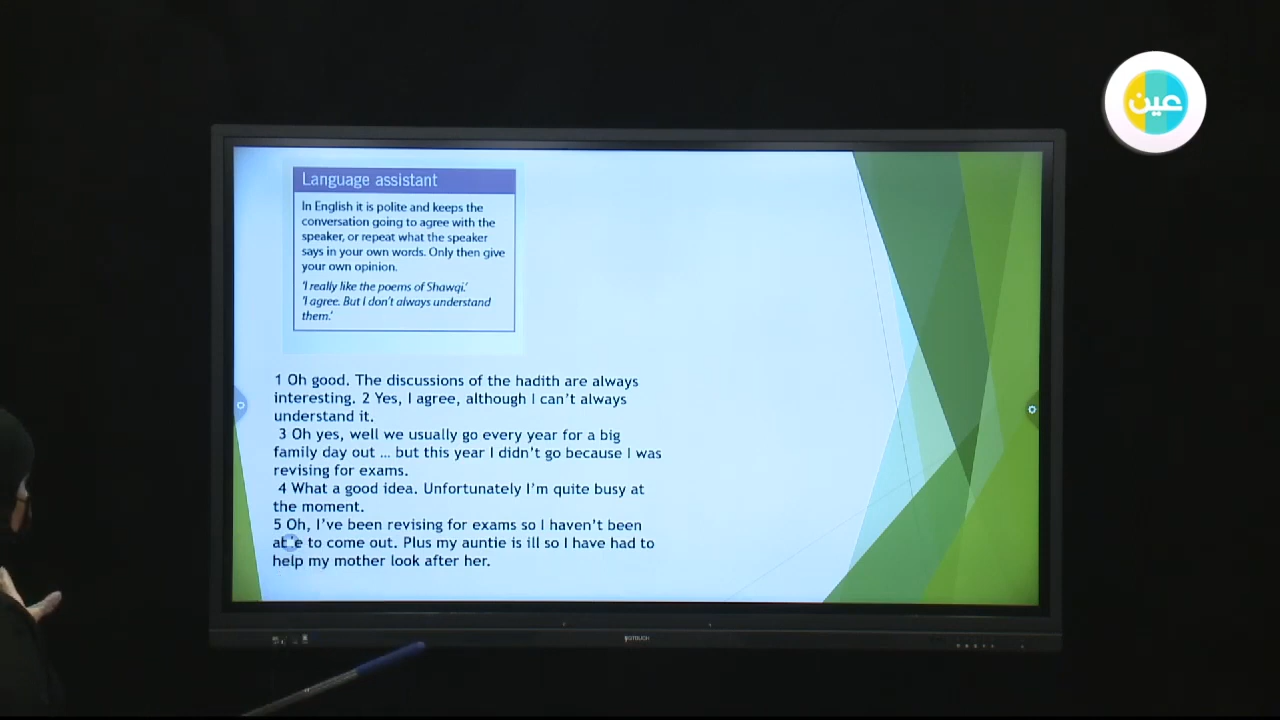 عين
Language assistant
In English it is polite and keeps the
conversation going to agree with the
speaker, or repeat what the speaker
says in your own words. Only then give
your own opinion.
'I really like the poems of Shawqi.'
'I agree. But I don't always understand
them.'
1 Oh good. The discussions of the hadith are always
interesting. 2 Yes, I agree, although I can't always
understand it.
3 Oh yes, well we usually go every year for a big
family day out ... but this year I didn't go because I was
revising for exams.
4 What a good idea. Unfortunately I'm quite busy at
the moment.
5 Oh, I've been revising for exams so I haven't been
able to come out. Plus my auntie is ill so I have had to
help my mother look after her.